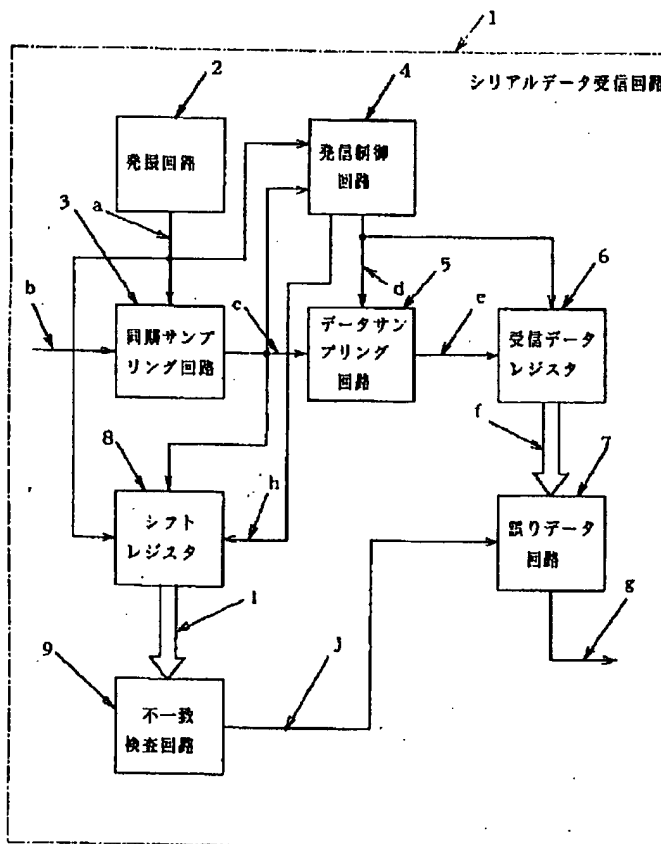 1
シリアルデータ受信回路
2
4
発振回路
発信制御
回路
3
a
b
c
d
5
e
6
同期サンプ
リング回路
データサン
プリング
回路
受信データ
レジスタ
f
7
8
h
シフト
レジスタ
誤りデータ
回路
g
i
9
J
不一致
検査回路